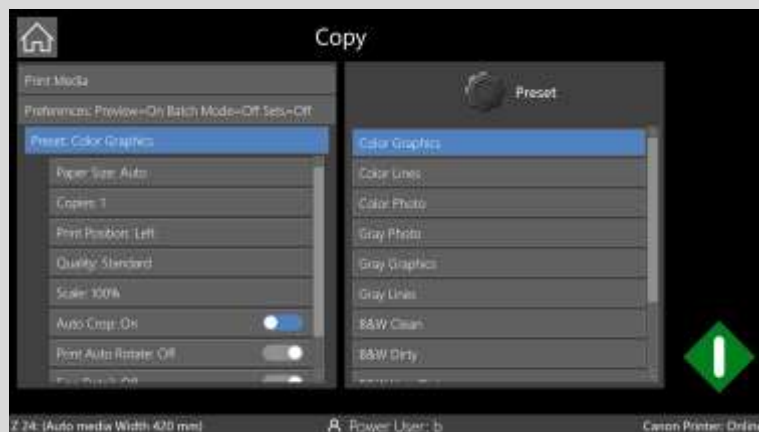 Copy
Print Media
Preferences: Preview=On Batch Mode=Off Sets=Off
Preset: Color Graphics
Paper Size: Auto
Copies: 1
Print Position: Left
Quality: Standard
Scale: 100%
Auto Crop: On
Print Auto Rotate: Off
Preset
Color Graphics
Color Lines
Color Photo
Gray Photo
Gray Graphics
Gray Lines
B&W Clean
B&W Dirty
Z 24: (Auto media Width 420 mm)
Power User: b
Canon Printer: Online